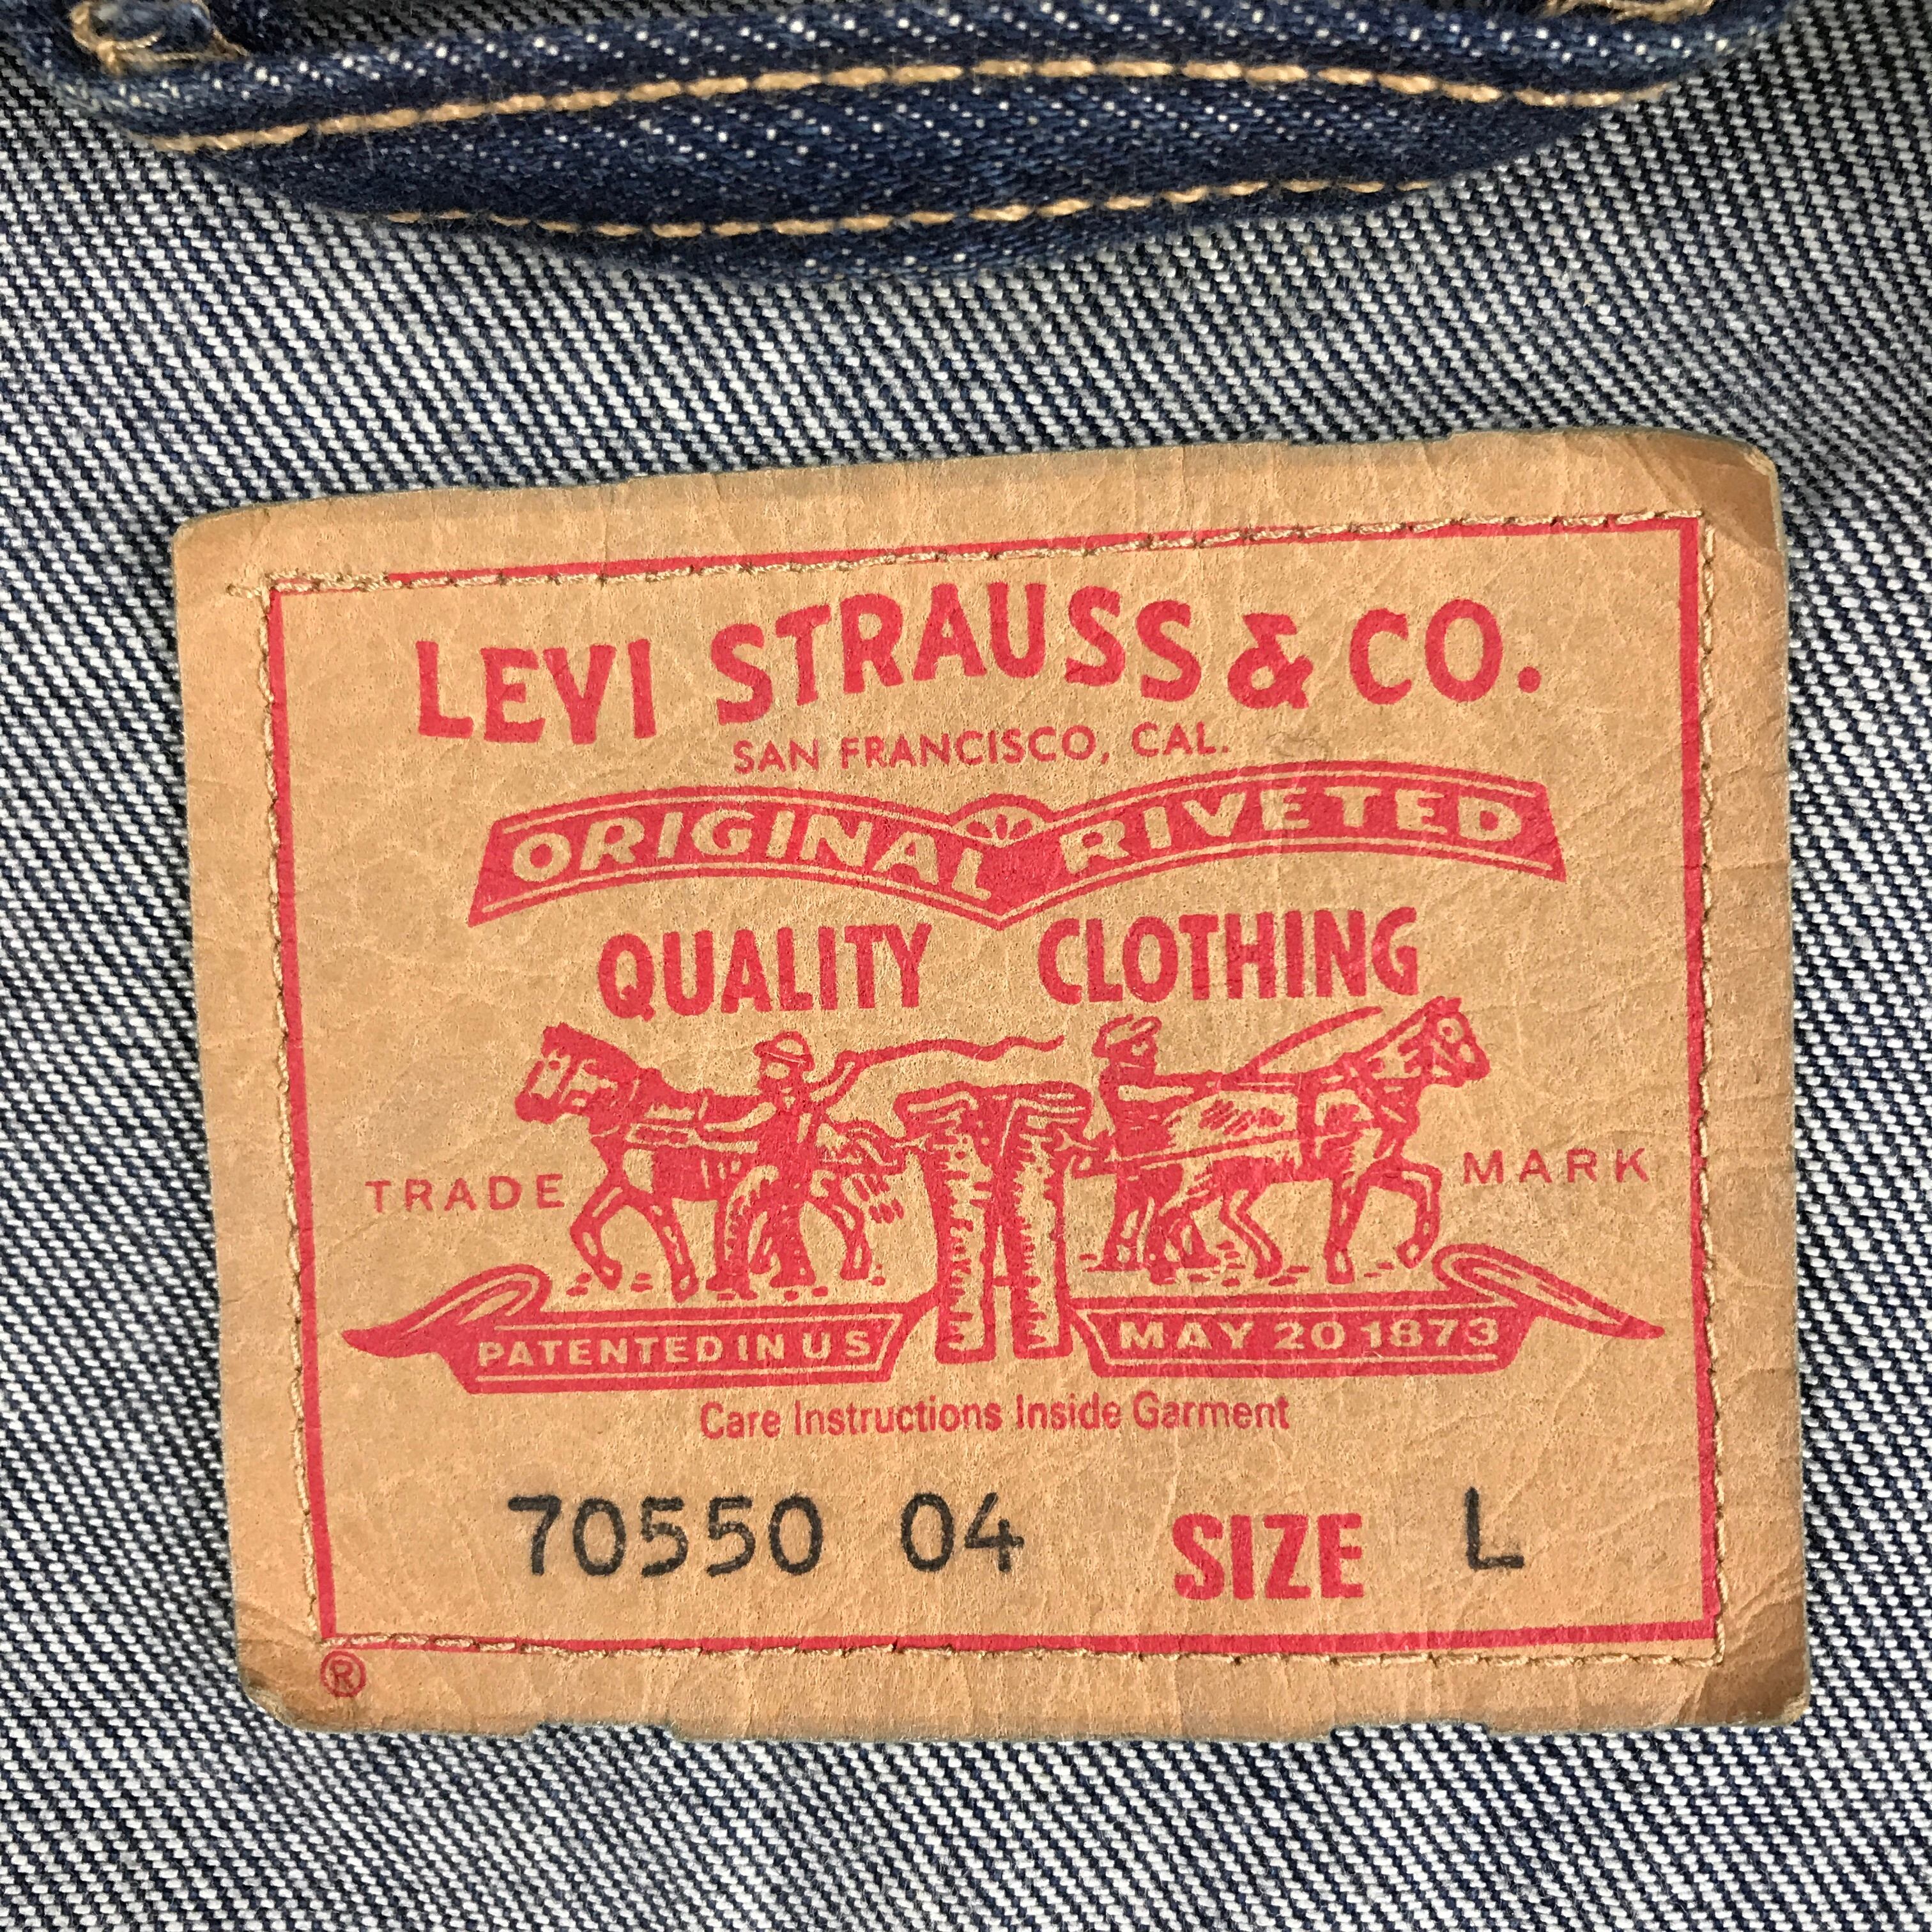 LEVI STRAUSS & CO.
SAN FRANCISCO, CAL.
ORIGINAL RIVETED
QUALITY CLOTHING
TRADE MARK
PATENTED IN U S MAY 20 1873
Care Instructions Inside Garment
70550 04 SIZE L
®